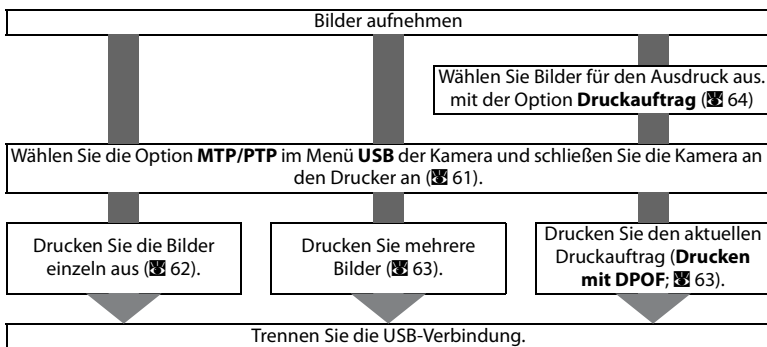 Bilder aufnehmen
Wählen Sie Bilder für den Ausdruck aus.
mit der Option Druckauftrag (64)
Wählen Sie die Option MTP/PTP im Menü USB der Kamera und schließen Sie die Kamera an
den Drucker an (61).
Drucken Sie die Bilder
einzeln aus (62).
Drucken Sie mehrere
Bilder (63).
Drucken Sie den aktuellen
Druckauftrag (Drucken
mit DPOF; 63).
Trennen Sie die USB-Verbindung.